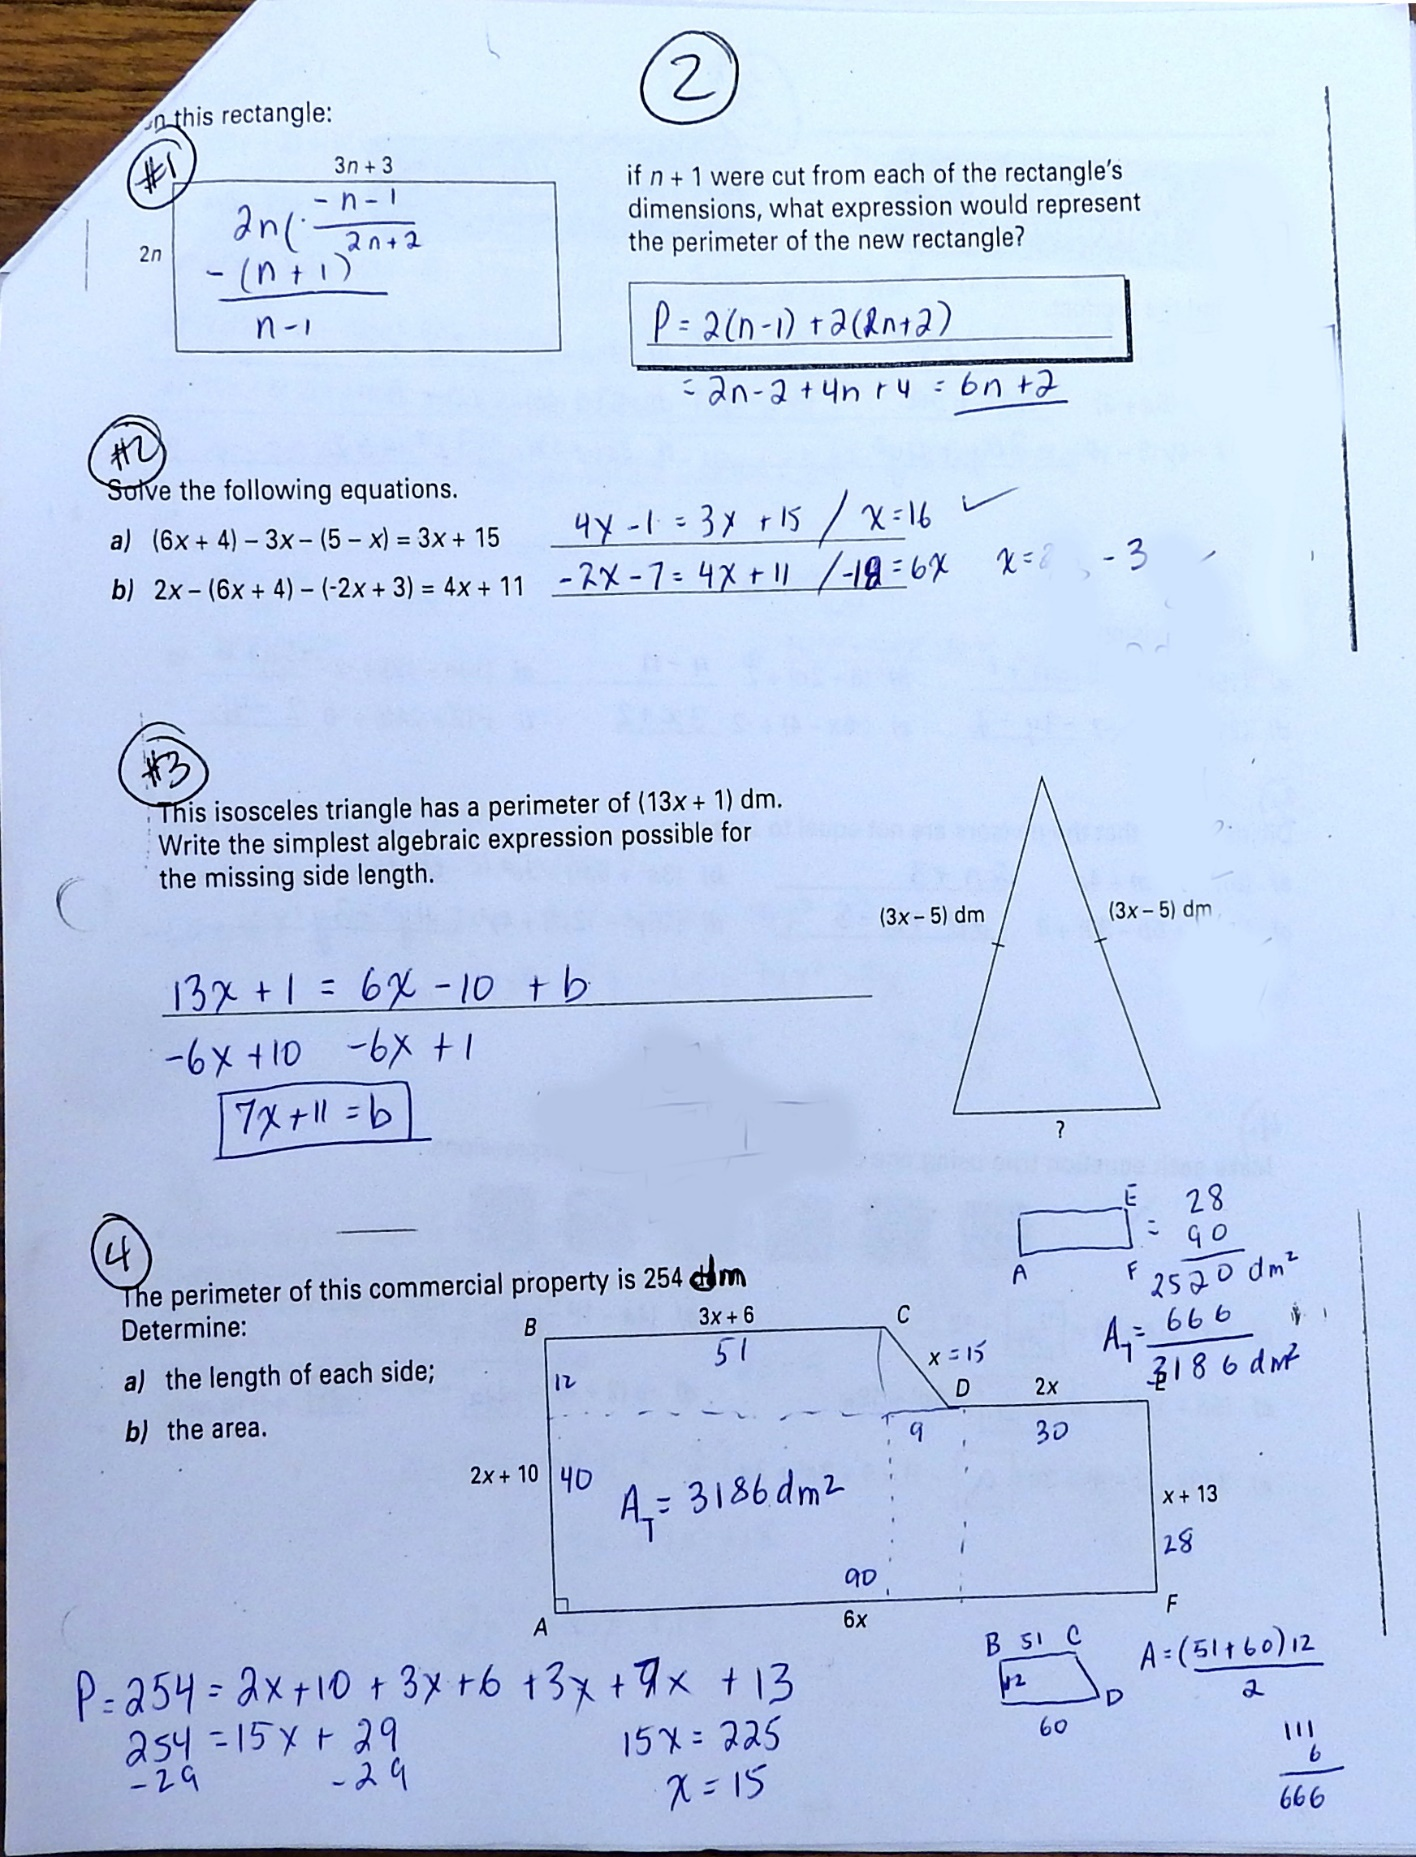 2
this rectangle:
#1
3n + 3
2n
- n - 1
2n(
2n+2
-(n + 1)
n-1
if n + 1 were cut from each of the rectangle's
dimensions, what expression would represent
the perimeter of the new rectangle?
P = 2(n-1) + 2(2n+2)
= 2n-2 + 4n + 4 = 6n + 2
#2
Solve the following equations.
a) (6x + 4) – 3x – (5 – x) = 3x + 15
4x -1 = 3x + 15 / x=16 ✓
b) 2x – (6x + 4) – (-2x + 3) = 4x + 11
-2x - 7 = 4x + 11 / -18 = 6x x= -3
#3
This isosceles triangle has a perimeter of (13x + 1) dm.
Write the simplest algebraic expression possible for
the missing side length.
(3x – 5) dm
(3x – 5) dm
?
13x + 1 = 6x - 10 + b
-6x +10 -6x + 1
7x + 11 = b
4
The perimeter of this commercial property is 254 dm
Determine:
a) the length of each side;
b) the area.
E
A
F
= 28
90
2520 dm²
A_T = 666
3186 dm²
B
3x + 6
C
51
12
x = 15
D
2x
E
9
30
2x + 10
40
A_T = 3186 dm²
x + 13
28
90
A
6x
F
P = 254 = 2x+10 + 3x+6 + 3x + 7x + 13
254 = 15x + 29
-29 -29
15x = 225
x = 15
B 51 C
12
D
60
A = (51+60)12
2
111
6
666